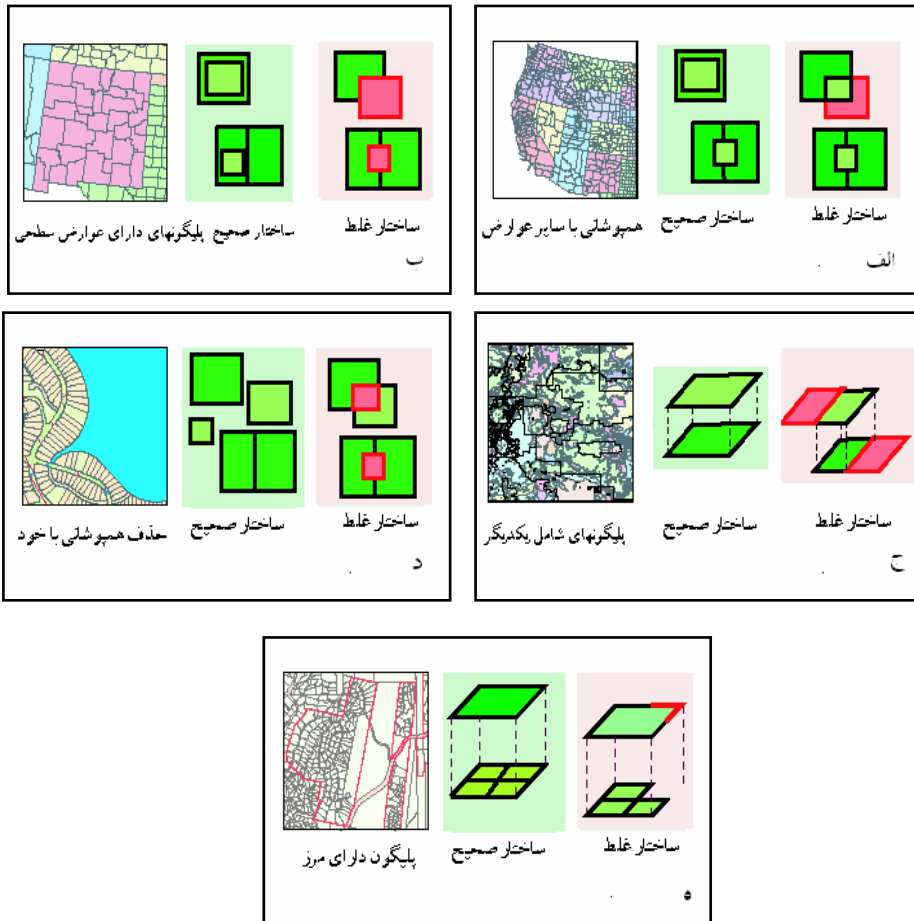 ساختار غلط
ساختار صحیح
همپوشانی با سایر عوارض
الف
ساختار غلط
ساختار صحیح
پلیگونهای دارای عوارض سطحی
ب
ساختار غلط
ساختار صحیح
پلیگونهای شامل یکدیگر
ج
ساختار غلط
ساختار صحیح
حذف همپوشانی با خود
د
ساختار غلط
ساختار صحیح
پلیگون دارای مرز
ه